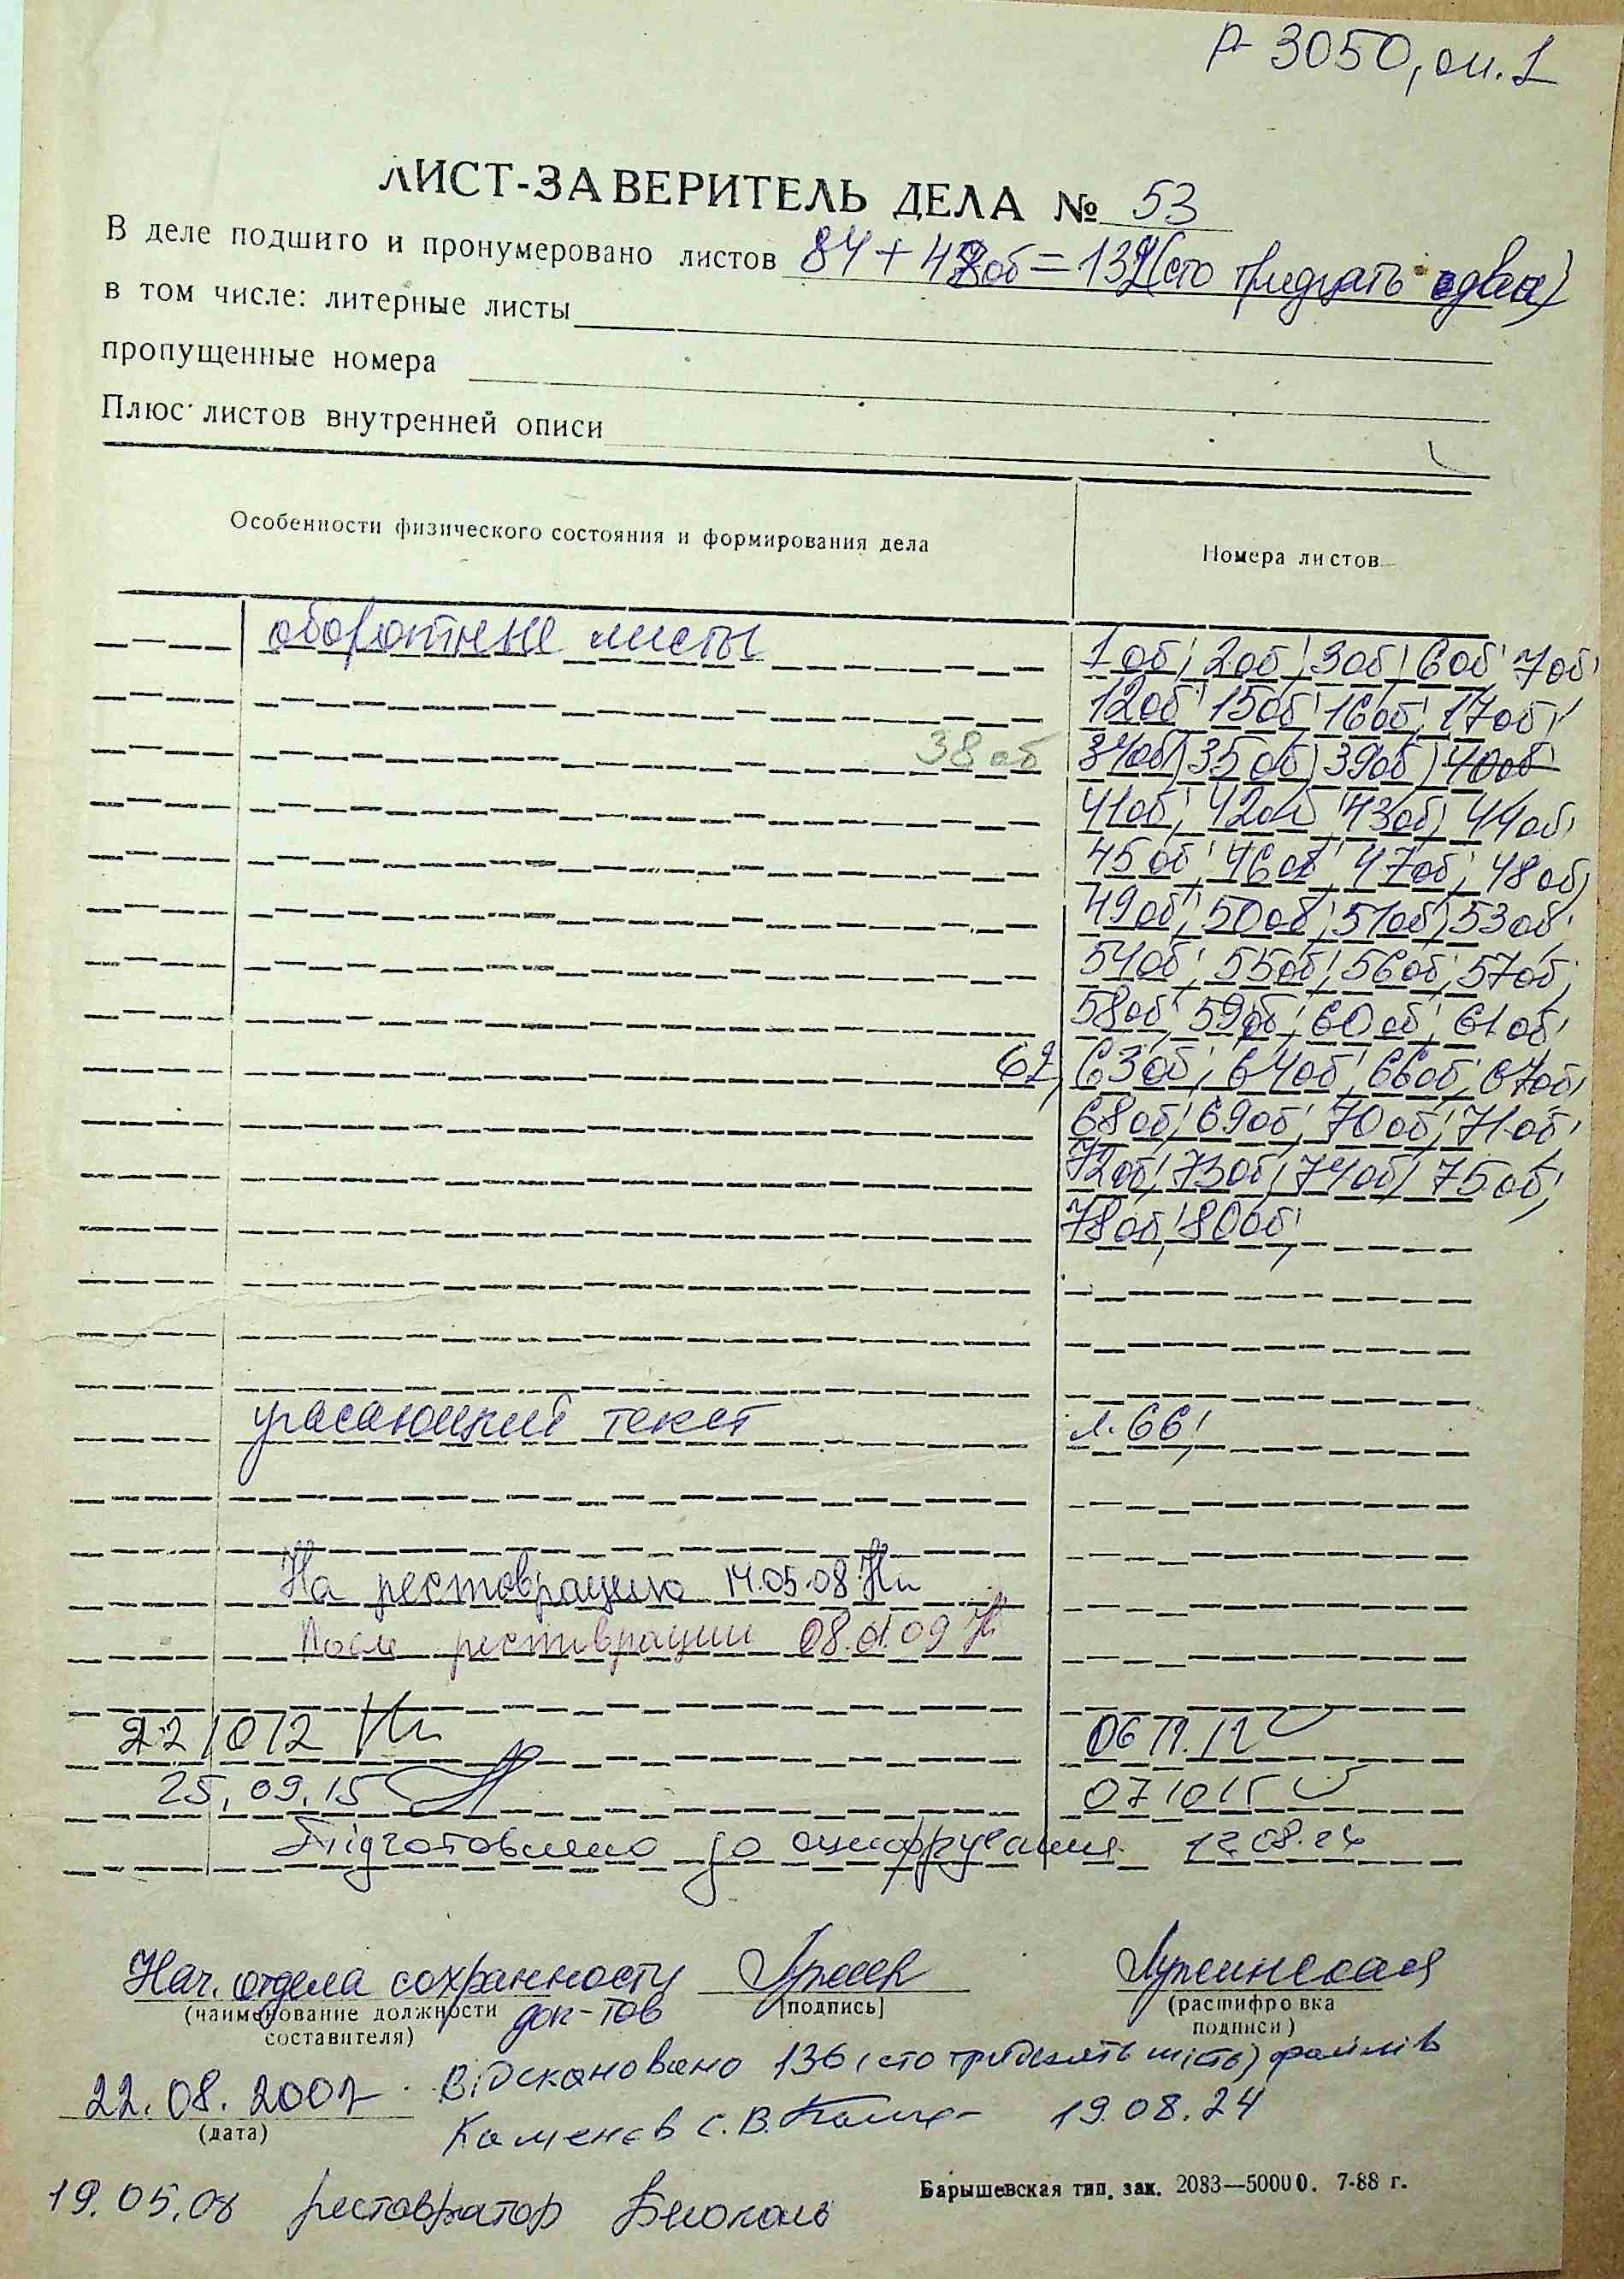 Р-3050, оп. 1
ЛИСТ-ЗАВЕРИТЕЛЬ ДЕЛА № 53
В деле подшито и пронумеровано листов 84 + 48об = 132 (сто тридцать два)
в том числе: литерные листы
пропущенные номера
Плюс листов внутренней описи
Особенности физического состояния и формирования дела
Номера листов
оборотные листы 1об, 2об, 3об, 6об, 7об,
12об, 15об, 16об, 17об,
38об 34об, 35об, 39об, 40об
41об, 42об, 43об, 44об,
45об, 46об, 47об, 48об,
49об, 50об, 51об, 53об,
54об, 55об, 56об, 57об,
58об, 59об, 60об, 61об,
62, 63об, 64об, 66об, 67об,
68об, 69об, 70об, 71об,
72об, 73об, 74об, 75об,
78об, 80об,
угасающий текст л. 66,
На реставрацию 14.05.08
После реставрации 08.01.09
221012 06 11.12
25.09.15 071015
Підготовлено до оцифрування 12.08.24
Нач. отдела сохранности Лужинская
(наименование должности док-тов (подпись) (расшифровка
составителя) подписи)
Відскановано 136 (сто тридцять шість) файлів
22.08.2007 Каменєв С.В. 19.08.24
(дата)
Барышевская тип. зак. 2083—50000. 7-88 г.
19.05.08 реставратор